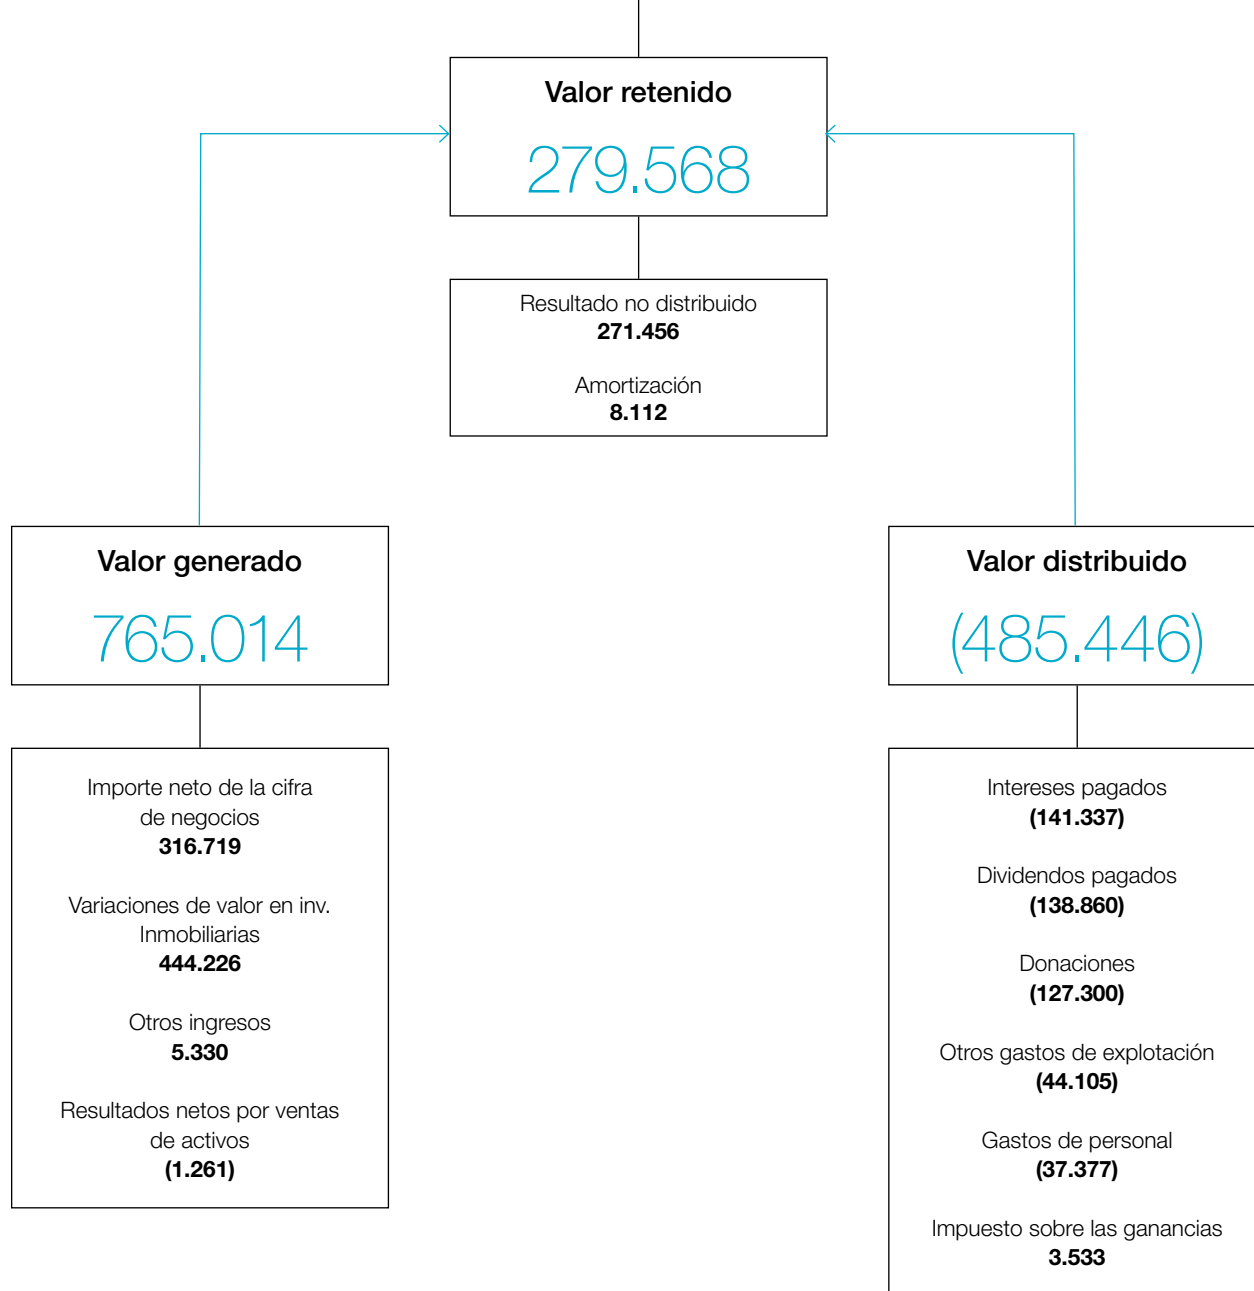 Valor retenido
279.568
Resultado no distribuido
271.456
Amortización
8.112
Valor generado
765.014
Importe neto de la cifra
de negocios
316.719
Variaciones de valor en inv.
Inmobiliarias
444.226
Otros ingresos
5.330
Resultados netos por ventas
de activos
(1.261)
Valor distribuido
(485.446)
Intereses pagados
(141.337)
Dividendos pagados
(138.860)
Donaciones
(127.300)
Otros gastos de explotación
(44.105)
Gastos de personal
(37.377)
Impuesto sobre las ganancias
3.533